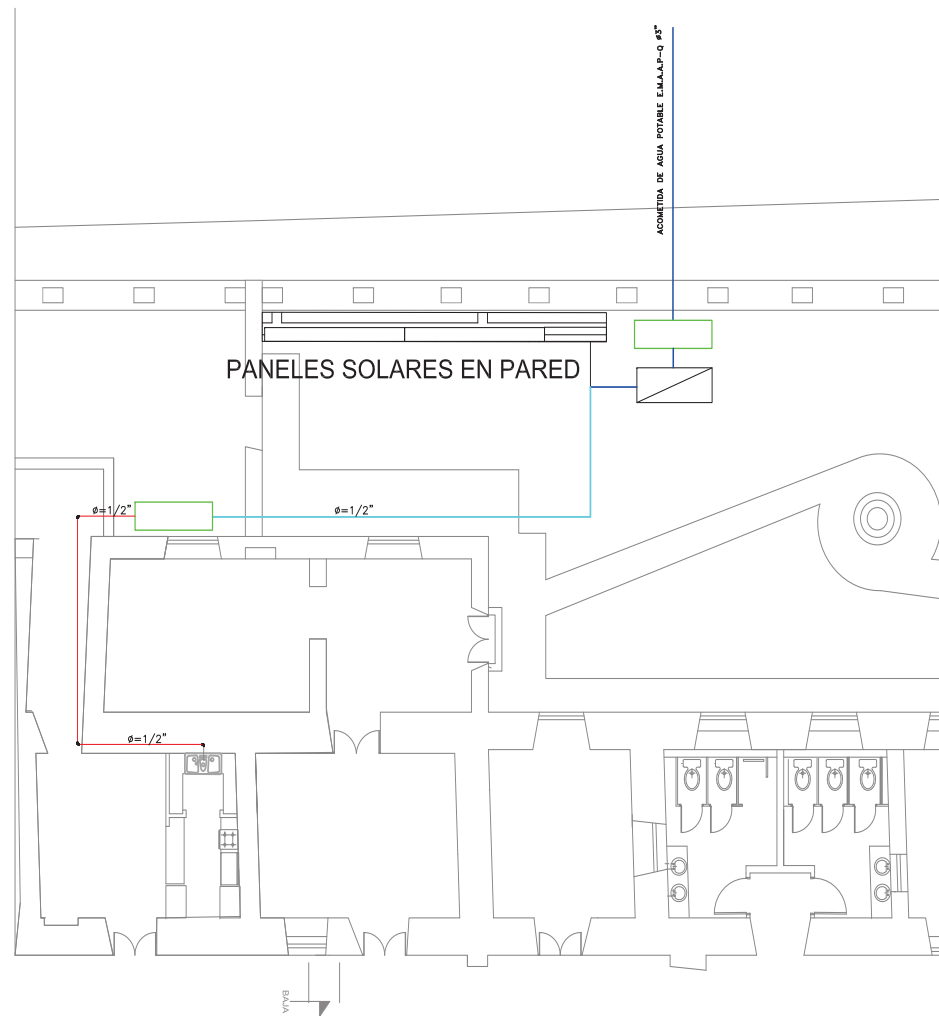 ACOMETIDA DE AGUA POTABLE E.M.A.A.P-Q ø3"
PANELES SOLARES EN PARED
ø=1/2"
ø=1/2"
ø=1/2"
BAJA